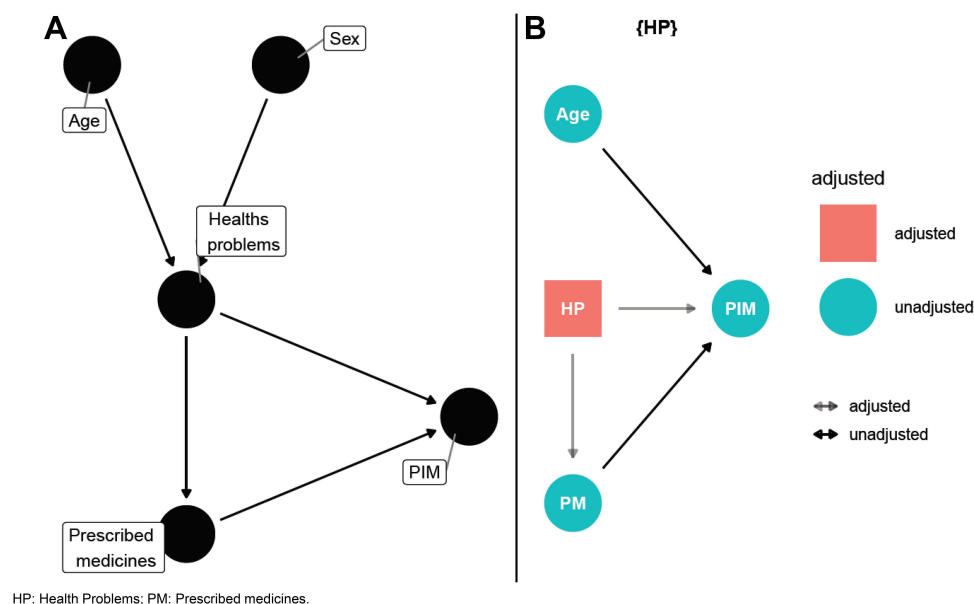 A
Sex
Age
Healths
problems
PIM
Prescribed
medicines
B
{HP}
Age
HP
PIM
PM
adjusted
adjusted
unadjusted
adjusted
unadjusted
HP: Health Problems; PM: Prescribed medicines.